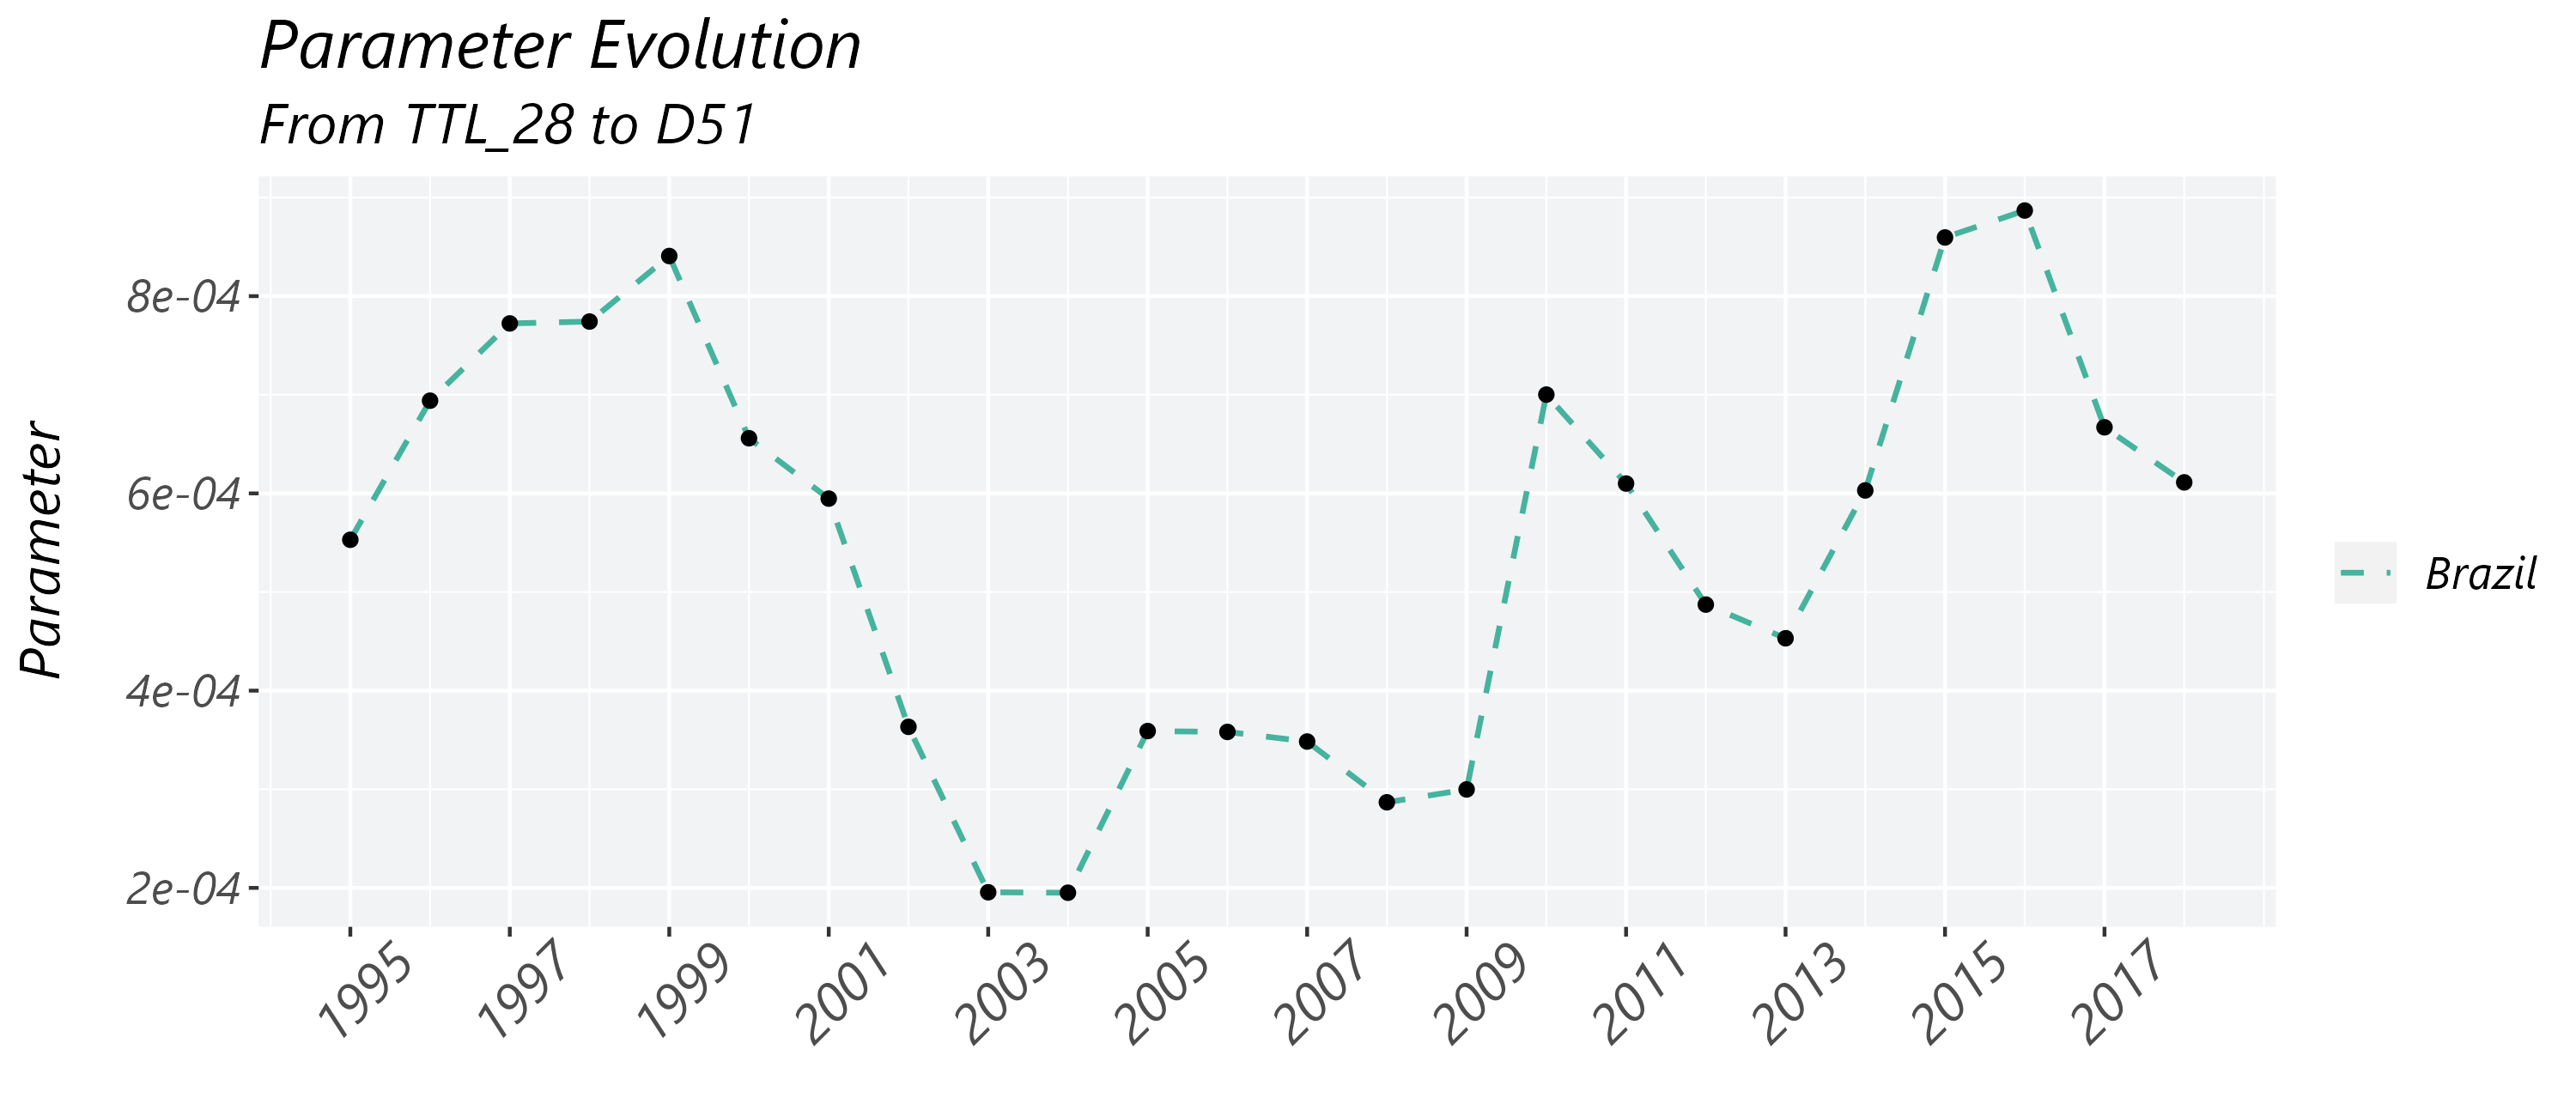 Parameter Evolution
From TTL_28 to D51
Parameter
8e-04
6e-04
4e-04
2e-04
1995
1997
1999
2001
2003
2005
2007
2009
2011
2013
2015
2017
Brazil